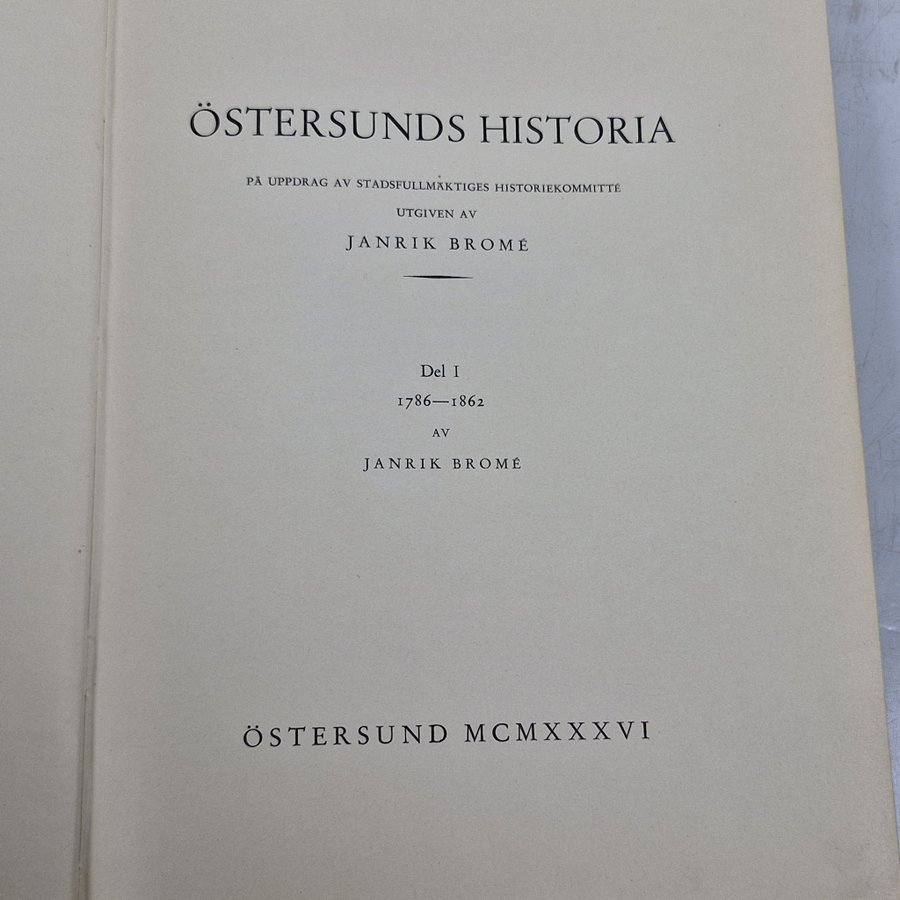 ÖSTERSUNDS HISTORIA
PÅ UPPDRAG AV STADSFULLMÄKTIGES HISTORIEKOMMITTÉ
UTGIVEN AV
JANRIK BROMÉ
Del I
1786—1862
AV
JANRIK BROMÉ
ÖSTERSUND MCMXXXVI